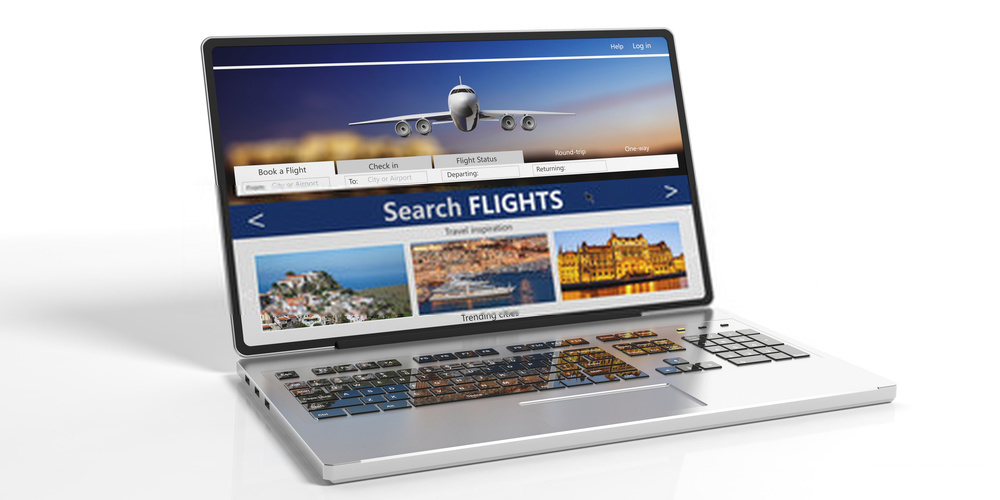 Help Log in
Book a Flight Check in Flight Status Round-trip One-way
From: City or Airport To: City or Airport Departing: Returning:
< Search FLIGHTS >
Travel inspiration
Trending cities